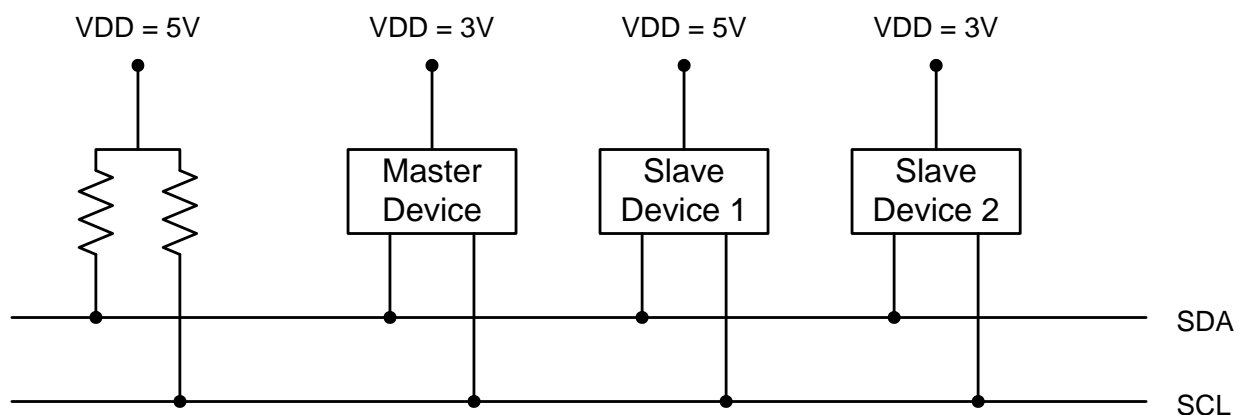 VDD = 5V
VDD = 3V
VDD = 5V
VDD = 3V
Master
Device
Slave
Device 1
Slave
Device 2
SDA
SCL